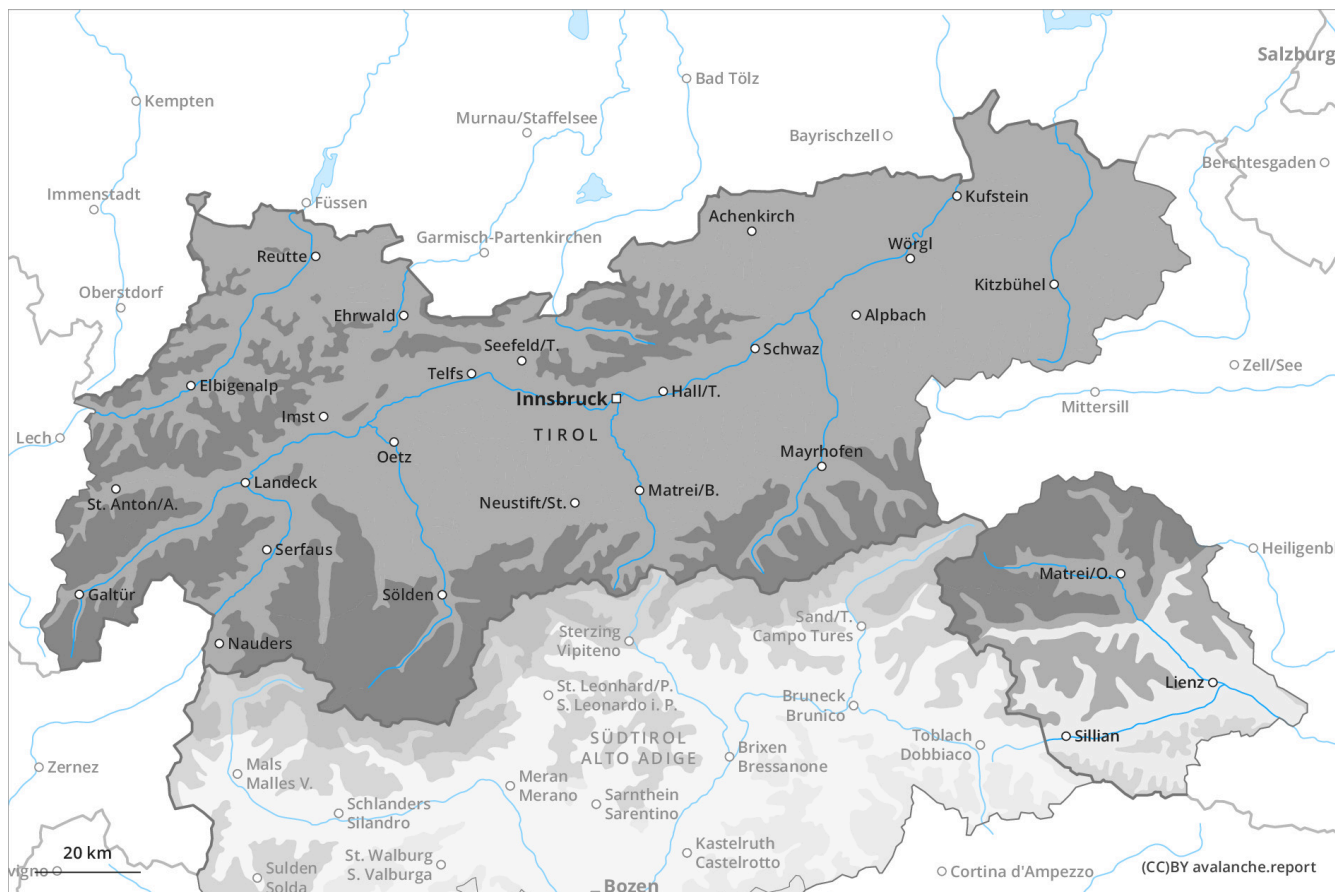 Salzburg
Bad Tölz
Kempten
Murnau/Staffelsee
Bayrischzell
Berchtesgaden
Immenstadt
Füssen
Kufstein
Achenkirch
Garmisch-Partenkirchen
Wörgl
Reutte
Kitzbühel
Oberstdorf
Ehrwald
Alpbach
Seefeld/T.
Schwaz
Zell/See
Telfs
Elbigenalp
Hall/T.
Innsbruck
Mittersill
Imst
Lech
TIROL
Oetz
Mayrhofen
Landeck
Matrei/B.
St. Anton/A.
Neustift/St.
Serfaus
Heiligenb
Matrei/O.
Galtür
Sölden
Sand/T.
Campo Tures
Sterzing
Vipiteno
Nauders
Lienz
St. Leonhard/P.
S. Leonardo i. P.
Bruneck
Brunico
Toblach
Dobbiaco
Sillian
SÜDTIROL
ALTO ADIGE
Brixen
Bressanone
Zernez
Mals
Malles V.
Meran
Merano
Sarnthein
Sarentino
Schlanders
Silandro
Kastelruth
Castelrotto
20 km
St. Walburg
S. Valburga
vigno
Sulden
Solda
Cortina d'Ampezzo
(CC)BY avalanche.report
Bozen